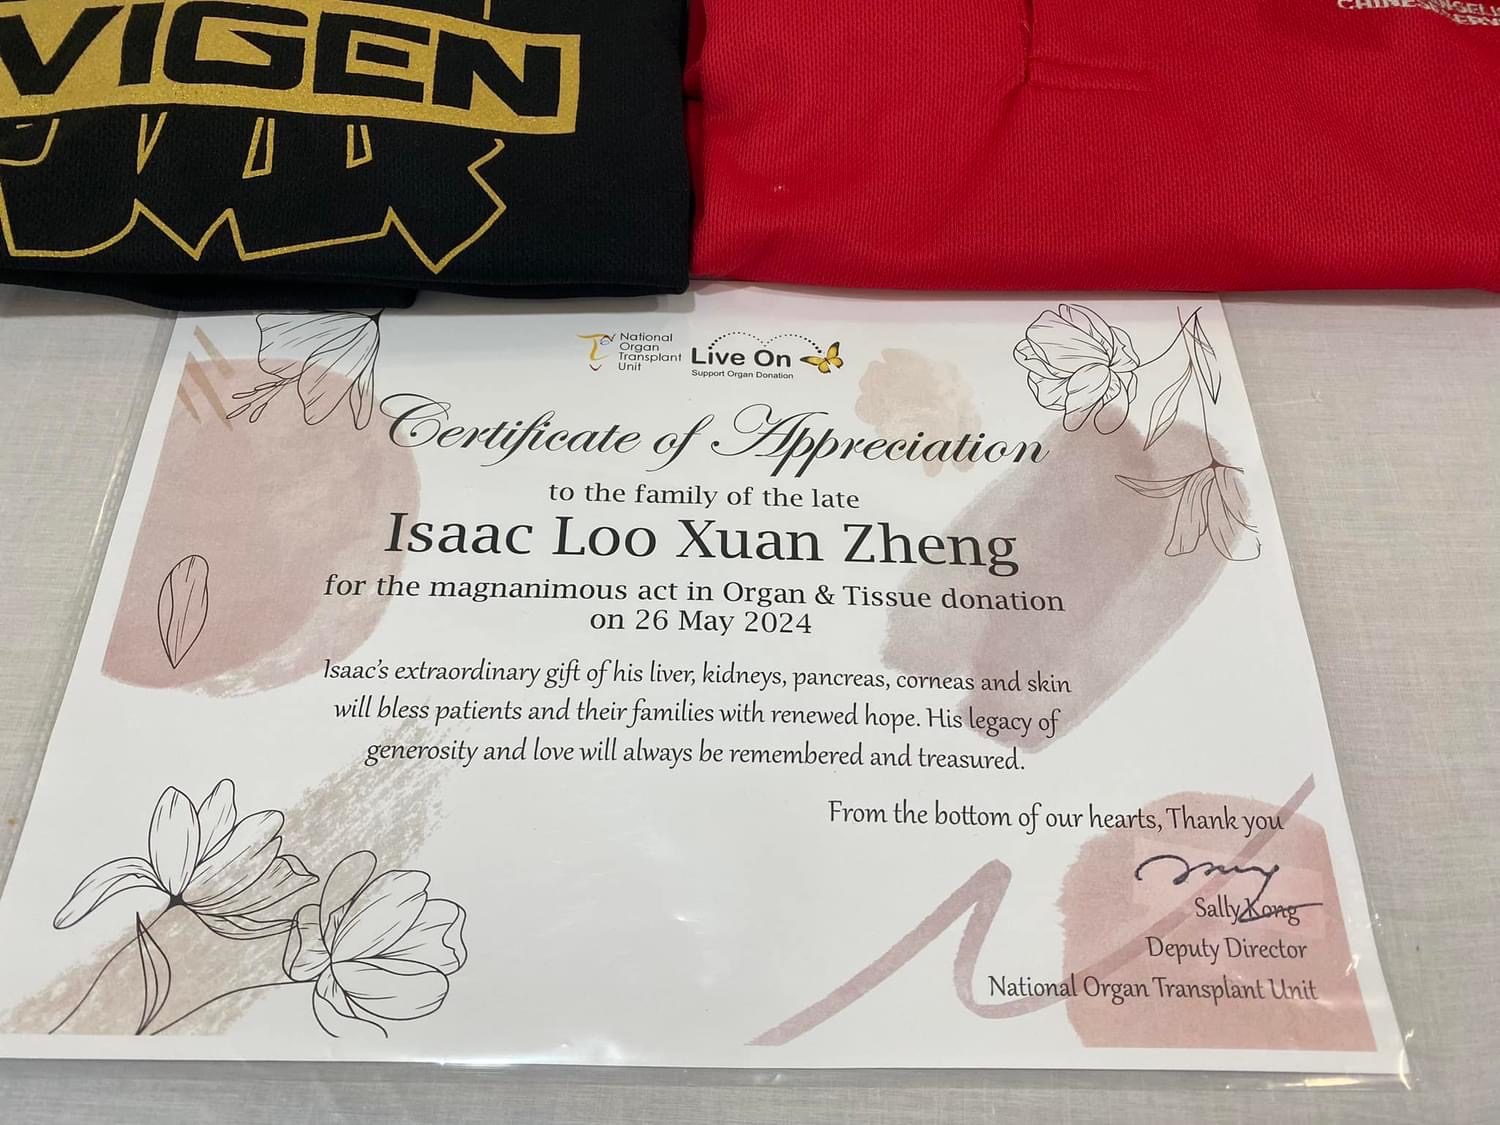 VIGEN
National
Organ
Transplant
Unit
Live On
Support Organ Donation
Certificate of Appreciation
to the family of the late
Isaac Loo Xuan Zheng
for the magnanimous act in Organ & Tissue donation
on 26 May 2024
Isaac's extraordinary gift of his liver, kidneys, pancreas, corneas and skin
will bless patients and their families with renewed hope. His legacy of
generosity and love will always be remembered and treasured.
From the bottom of our hearts, Thank you
Sally Kong
Deputy Director
National Organ Transplant Unit